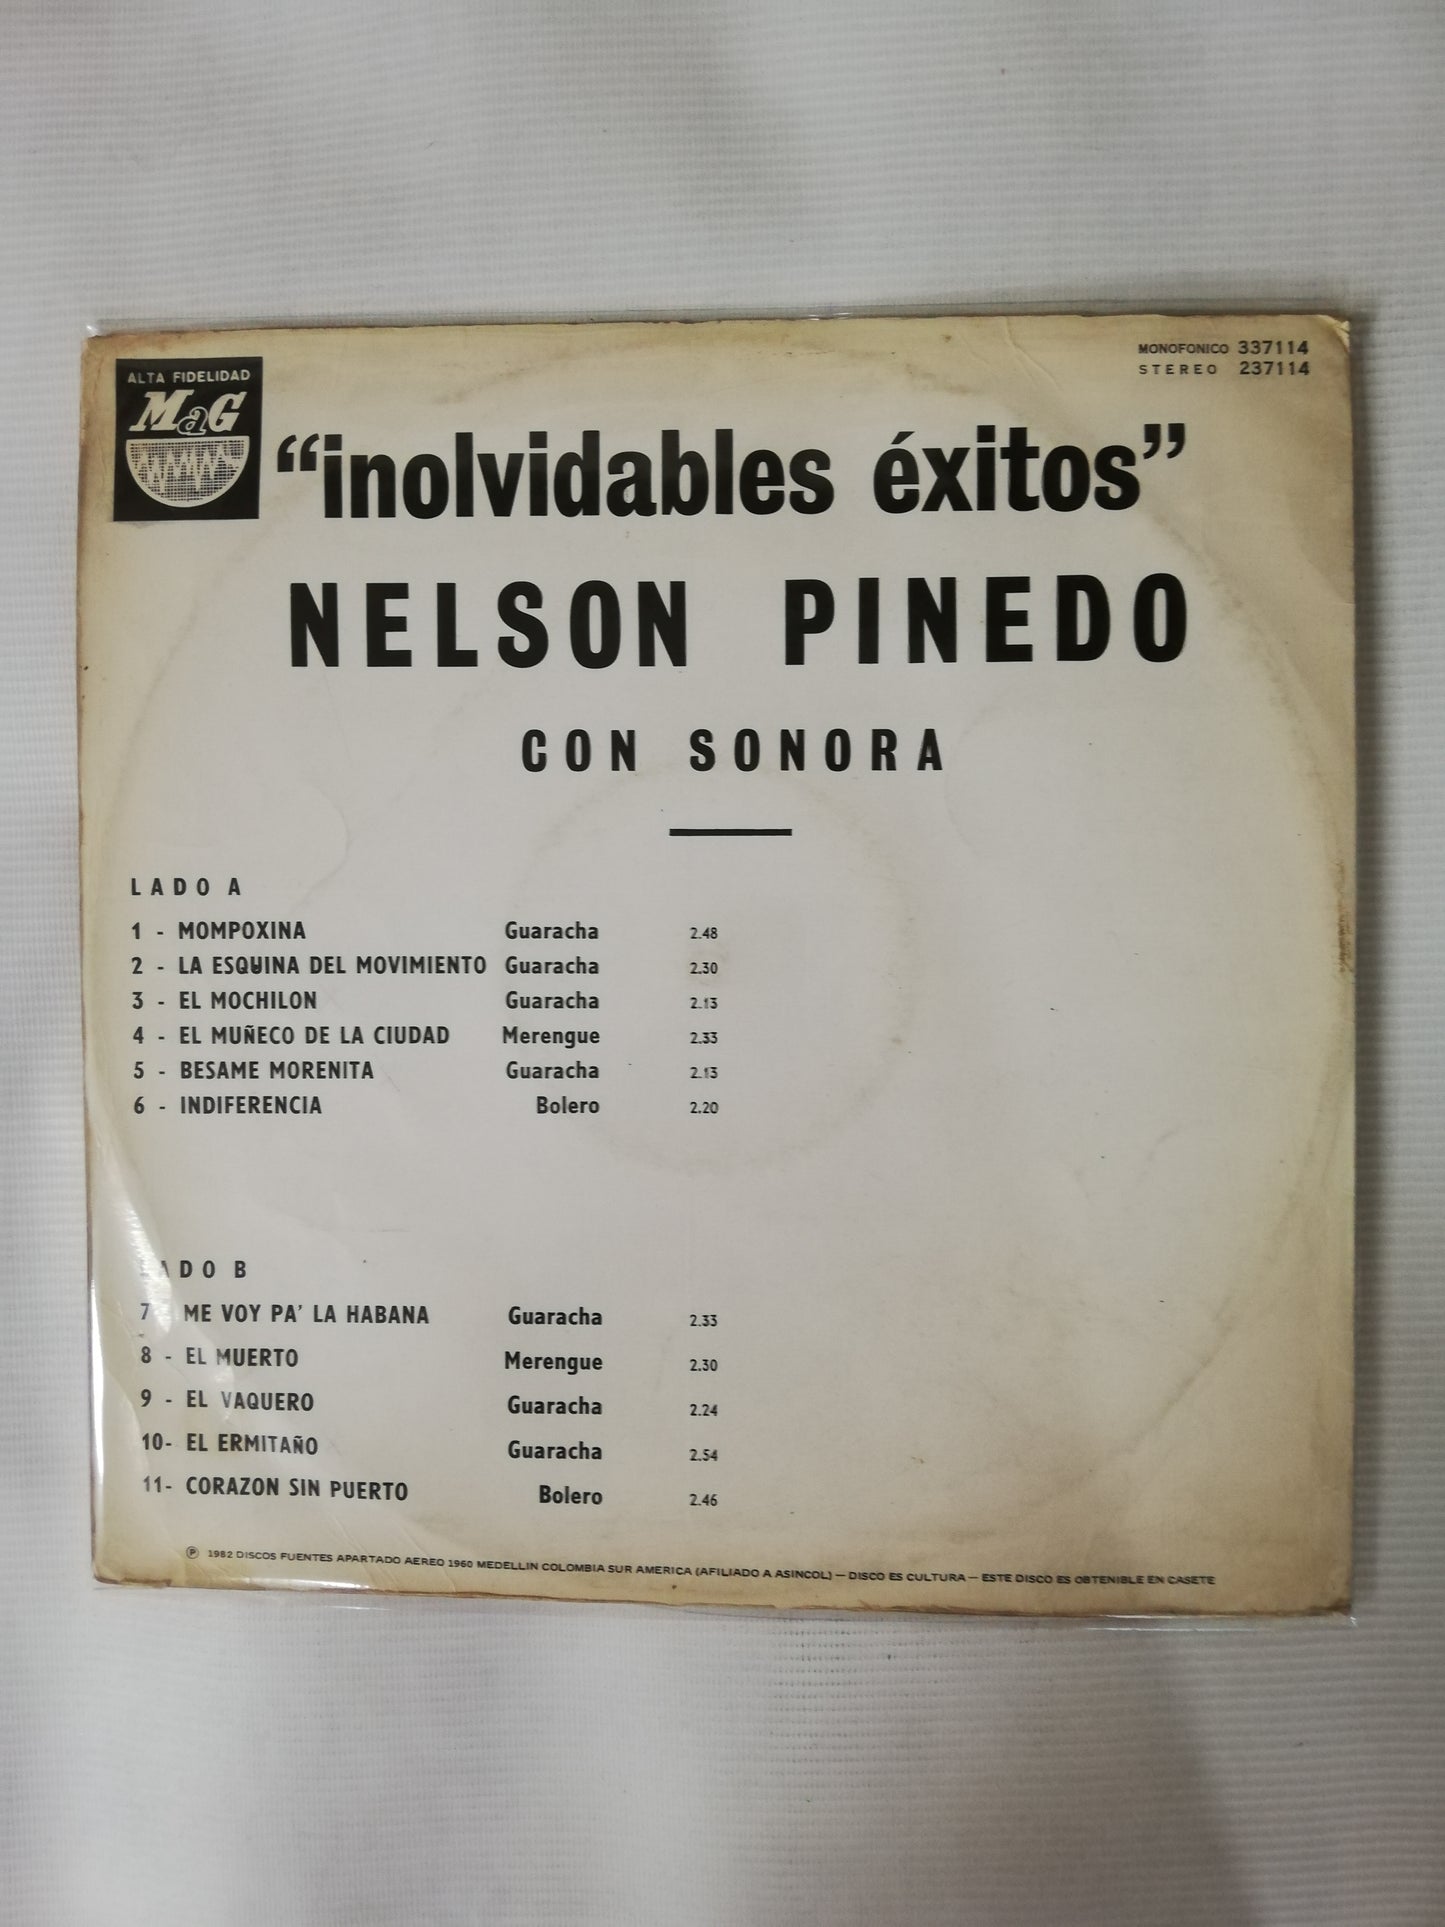 ALTA FIDELIDAD
MaG
MONOFONICO 337114
STEREO 237114
“inolvidables éxitos”
NELSON PINEDO
CON SONORA
LADO A
1 - MOMPOXINA Guaracha 2.48
2 - LA ESQUINA DEL MOVIMIENTO Guaracha 2.30
3 - EL MOCHILON Guaracha 2.13
4 - EL MUÑECO DE LA CIUDAD Merengue 2.33
5 - BESAME MORENITA Guaracha 2.13
6 - INDIFERENCIA Bolero 2.20
LADO B
7 - ME VOY PA’ LA HABANA Guaracha 2.33
8 - EL MUERTO Merengue 2.30
9 - EL VAQUERO Guaracha 2.24
10- EL ERMITAÑO Guaracha 2.54
11- CORAZON SIN PUERTO Bolero 2.46
Ⓟ 1982 DISCOS FUENTES APARTADO AEREO 1960 MEDELLIN COLOMBIA SUR AMERICA (AFILIADO A ASINCOL) — DISCO ES CULTURA — ESTE DISCO ES OBTENIBLE EN CASETE